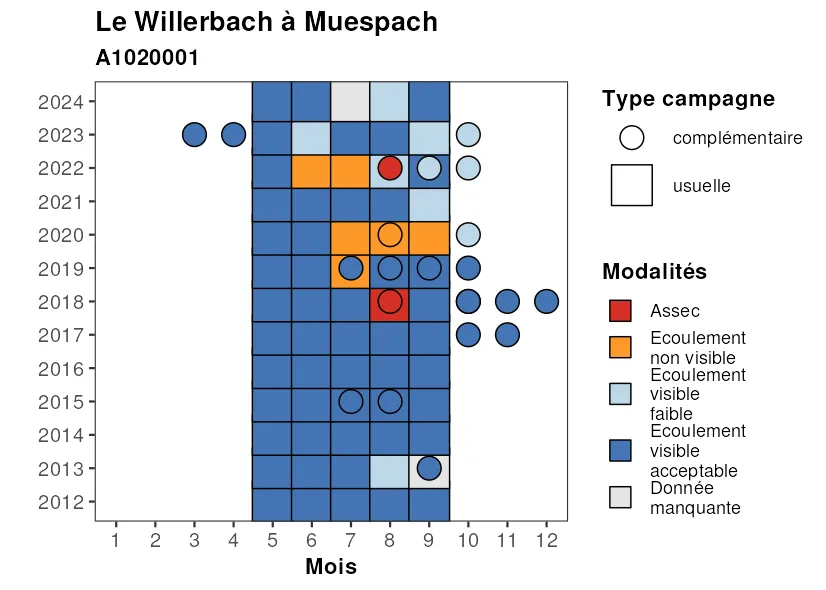 Le Willerbach à Muespach
A1020001
2024
2023
2022
2021
2020
2019
2018
2017
2016
2015
2014
2013
2012
1 2 3 4 5 6 7 8 9 10 11 12
Mois
Type campagne
complémentaire
usuelle
Modalités
Assec
Ecoulement
non visible
Ecoulement
visible
faible
Ecoulement
visible
acceptable
Donnée
manquante